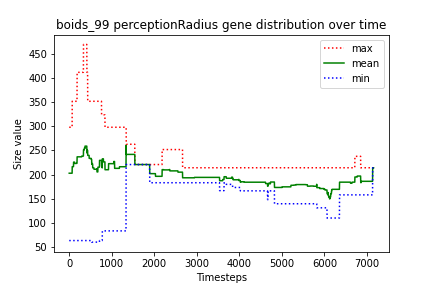 boids_99 perceptionRadius gene distribution over time
max
mean
min
Size value
450
400
350
300
250
200
150
100
50
0
1000
2000
3000
4000
5000
6000
7000
Timesteps